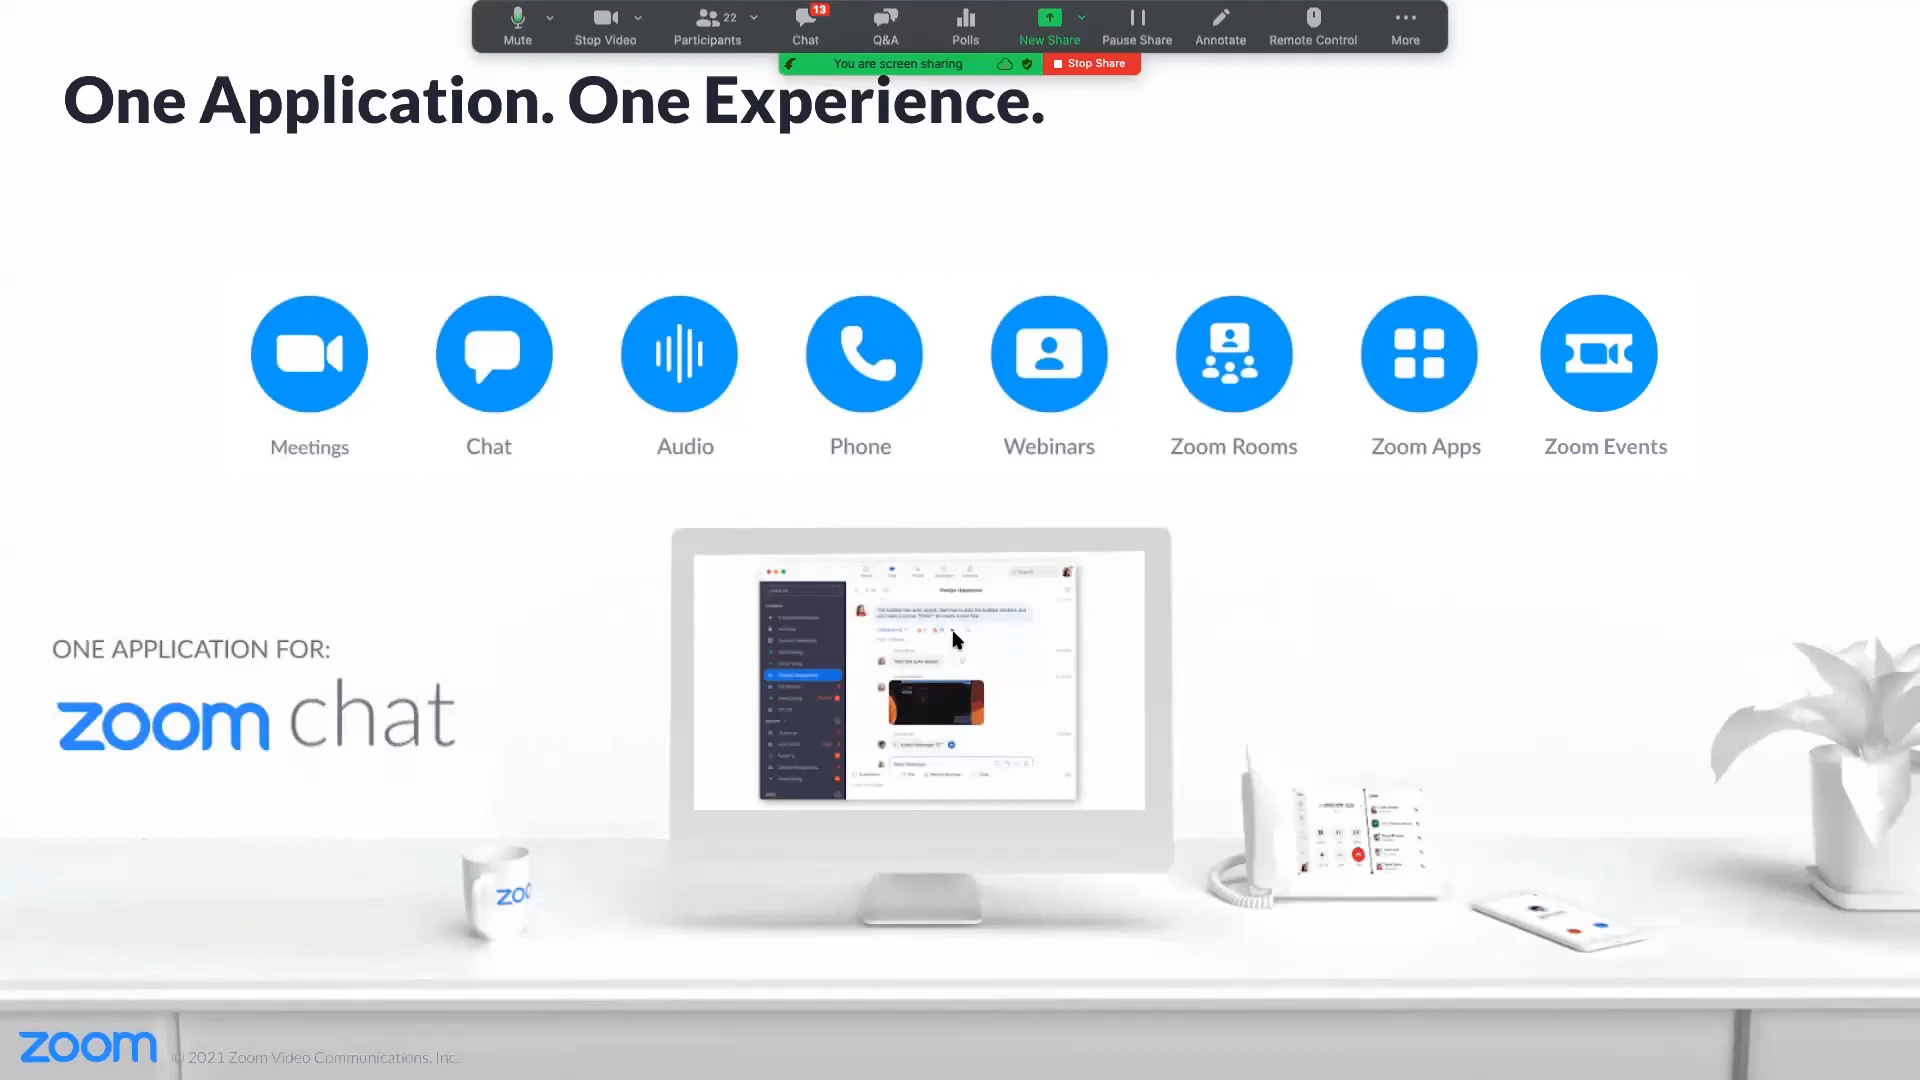 Mute
Stop Video
22
Participants
13
Chat
Q&A
Polls
New Share
Pause Share
Annotate
Remote Control
More
You are screen sharing
Stop Share
One Application. One Experience.
Meetings
Chat
Audio
Phone
Webinars
Zoom Rooms
Zoom Apps
Zoom Events
ONE APPLICATION FOR:
zoom chat
zoom
© 2021 Zoom Video Communications, Inc.